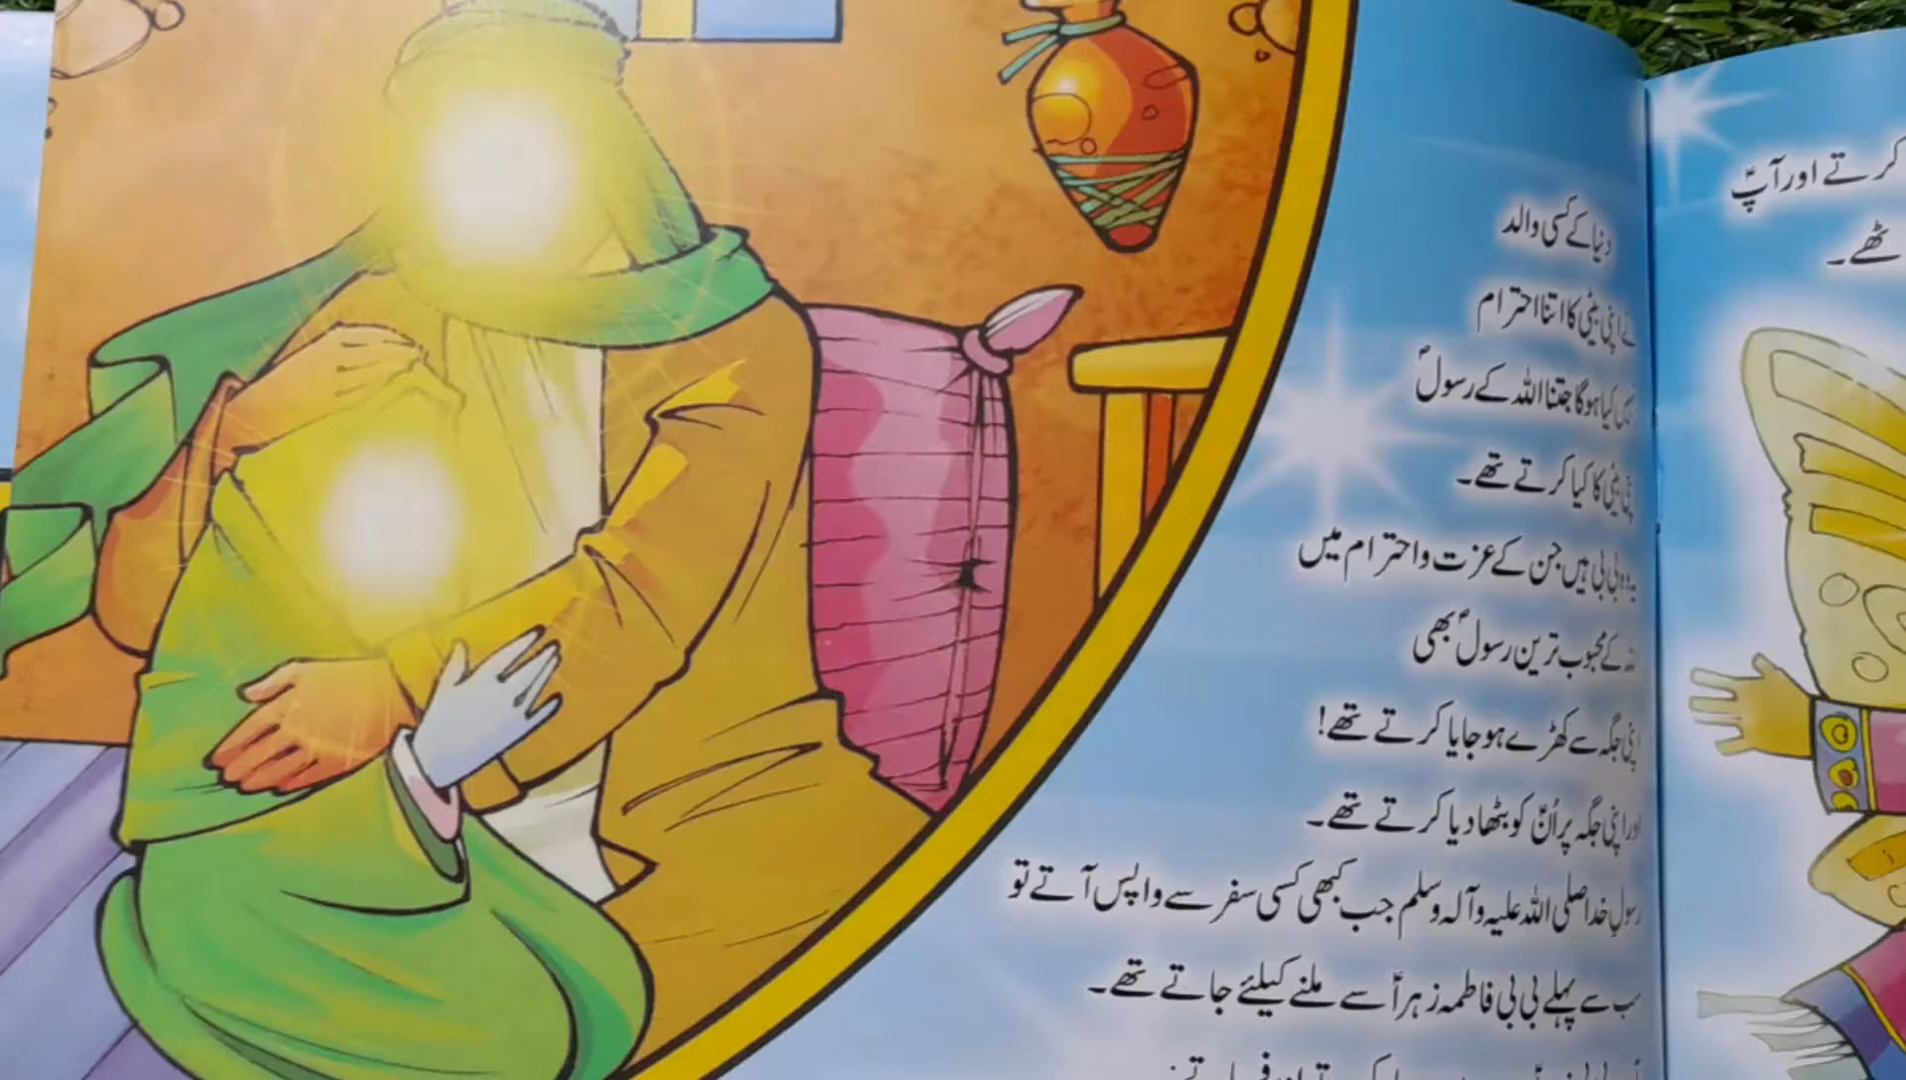 دنیا کے کسی والد
نے اپنی بیٹی کا اتنا احترام
نہیں کیا ہوگا جتنا اللہ کے رسولؐ
اپنی بیٹی کا کیا کرتے تھے۔
یہ وہ بی بی ہیں جن کے عزت و احترام میں
اللہ کے محبوب ترین رسولؐ بھی
اپنی جگہ سے کھڑے ہو جایا کرتے تھے!
اور اپنی جگہ پر اُنؑ کو بٹھا دیا کرتے تھے۔
رسولِ خدا صلی اللہ علیہ وآلہ وسلم جب کبھی کسی سفر سے واپس آتے تو
سب سے پہلے بی بی فاطمہ زہراؑ سے ملنے کیلئے جاتے تھے۔
کرتے اور آپؑ